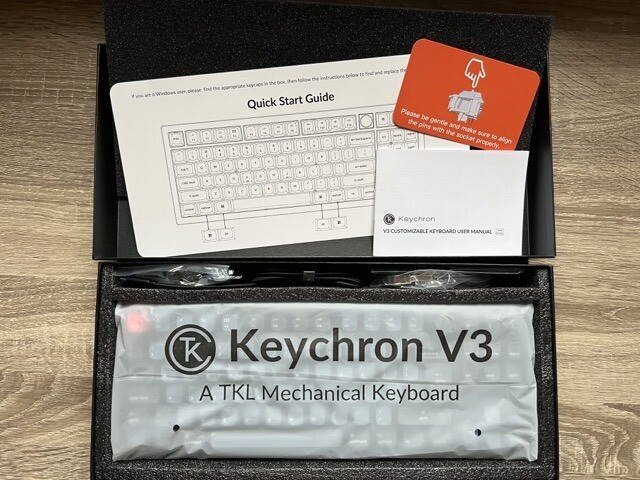 If you are a Windows user, please find the appropriate keycaps in the box, then follow the instructions below to find and replace the
Quick Start Guide
Please be gentle and make sure to align
the pins with the socket properly.
Keychron
V3 CUSTOMIZABLE KEYBOARD USER MANUAL
Keychron V3
A TKL Mechanical Keyboard